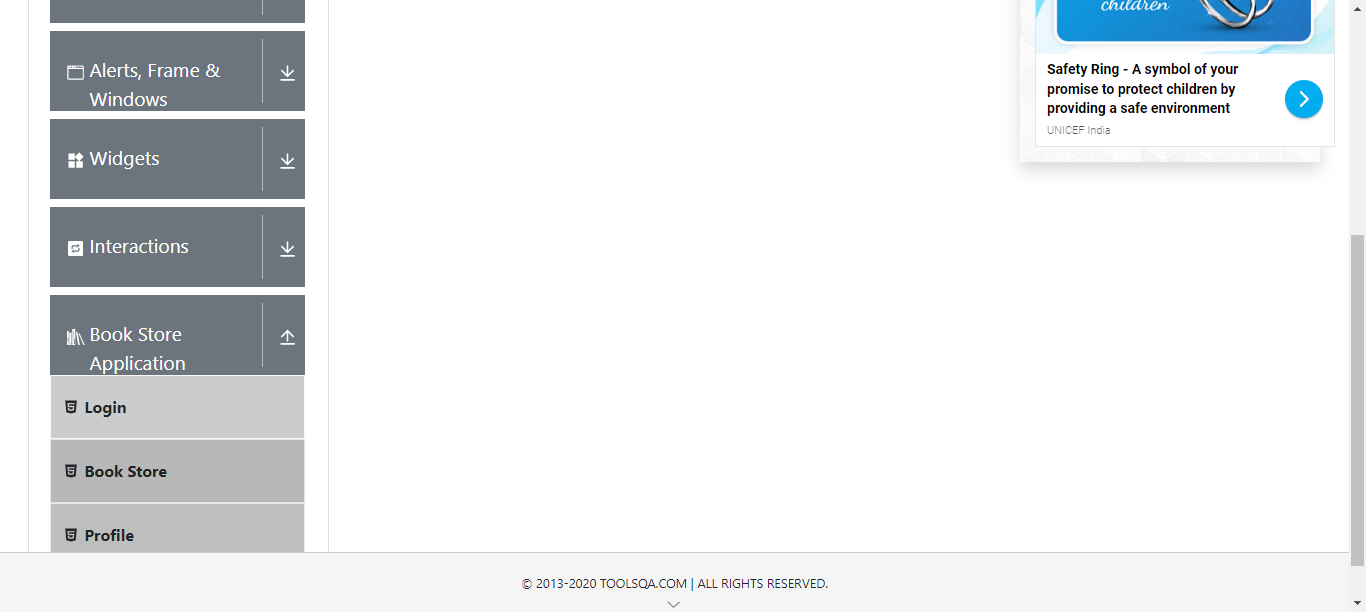 Alerts, Frame &
Windows
Widgets
Interactions
Book Store
Application
Login
Book Store
Profile
children
Safety Ring - A symbol of your
promise to protect children by
providing a safe environment
UNICEF India
© 2013-2020 TOOLSQA.COM | ALL RIGHTS RESERVED.